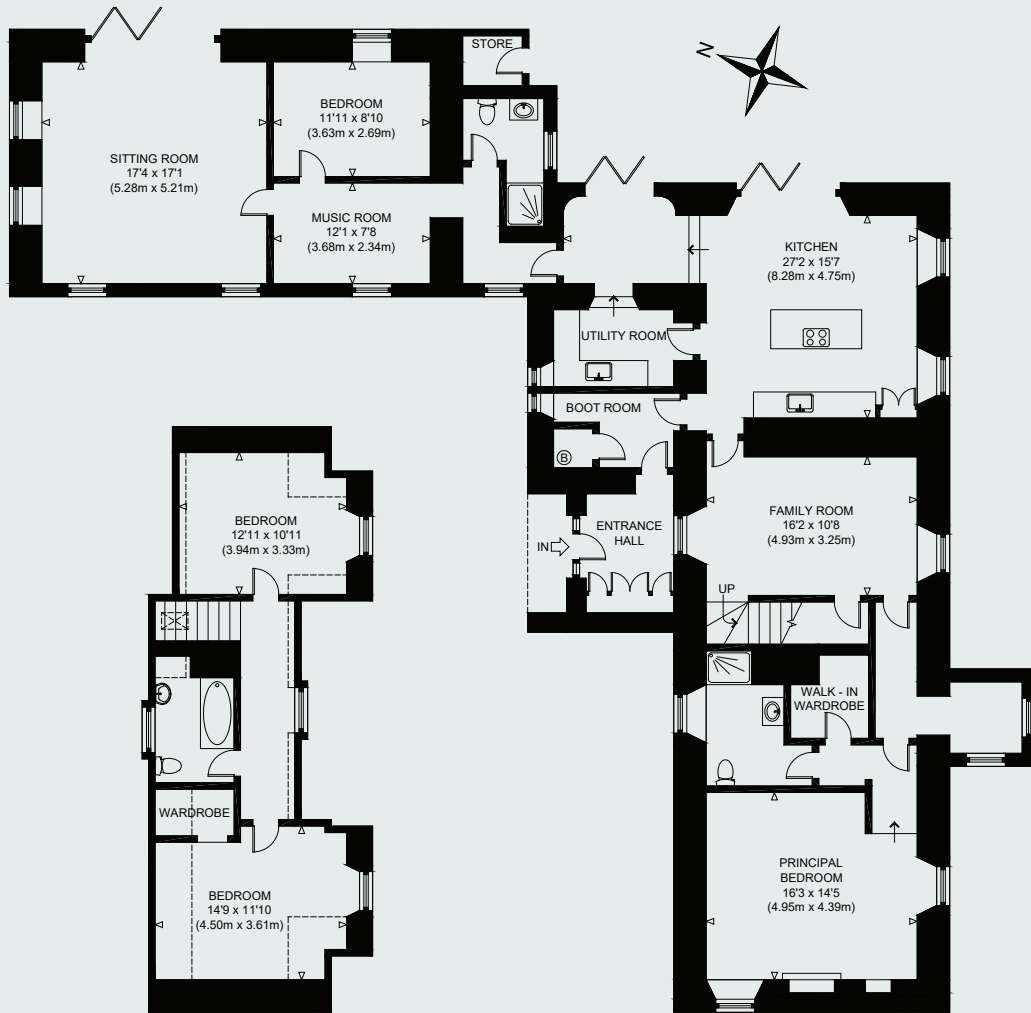 STORE
N
BEDROOM
11'11 x 8'10
(3.63m x 2.69m)
SITTING ROOM
17'4 x 17'1
(5.28m x 5.21m)
MUSIC ROOM
12'1 x 7'8
(3.68m x 2.34m)
KITCHEN
27'2 x 15'7
(8.28m x 4.75m)
UTILITY ROOM
BOOT ROOM
B
ENTRANCE
HALL
IN
FAMILY ROOM
16'2 x 10'8
(4.93m x 3.25m)
UP
WALK - IN
WARDROBE
PRINCIPAL
BEDROOM
16'3 x 14'5
(4.95m x 4.39m)
BEDROOM
12'11 x 10'11
(3.94m x 3.33m)
WARDROBE
BEDROOM
14'9 x 11'10
(4.50m x 3.61m)